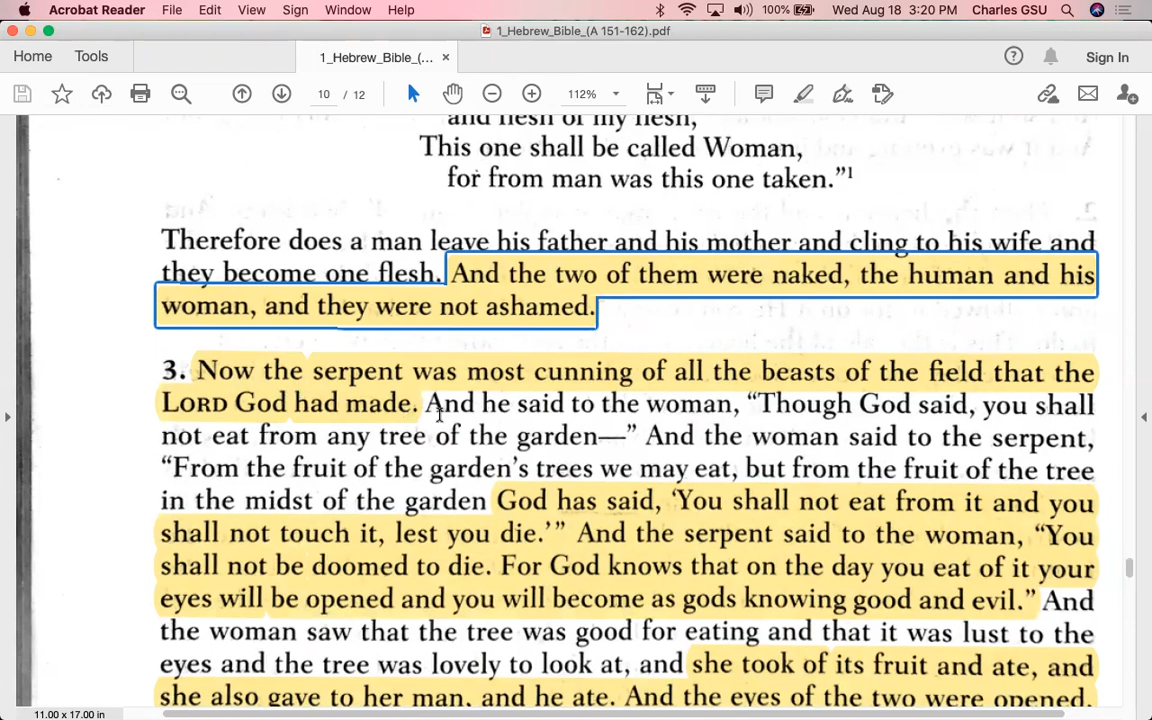 Acrobat Reader File Edit View Sign Window Help 100% Wed Aug 18 3:20 PM Charles GSU
1_Hebrew_Bible_(A 151-162).pdf
Home Tools 1_Hebrew_Bible_(... × Sign In
10 / 12 112%
and flesh of my flesh,
This one shall be called Woman,
for from man was this one taken.”1
Therefore does a man leave his father and his mother and cling to his wife and
they become one flesh. And the two of them were naked, the human and his
woman, and they were not ashamed.
3. Now the serpent was most cunning of all the beasts of the field that the
LORD God had made. And he said to the woman, “Though God said, you shall
not eat from any tree of the garden—” And the woman said to the serpent,
“From the fruit of the garden’s trees we may eat, but from the fruit of the tree
in the midst of the garden God has said, ‘You shall not eat from it and you
shall not touch it, lest you die.’” And the serpent said to the woman, “You
shall not be doomed to die. For God knows that on the day you eat of it your
eyes will be opened and you will become as gods knowing good and evil.” And
the woman saw that the tree was good for eating and that it was lust to the
eyes and the tree was lovely to look at, and she took of its fruit and ate, and
she also gave to her man, and he ate. And the eyes of the two were opened,
11.00 x 17.00 in